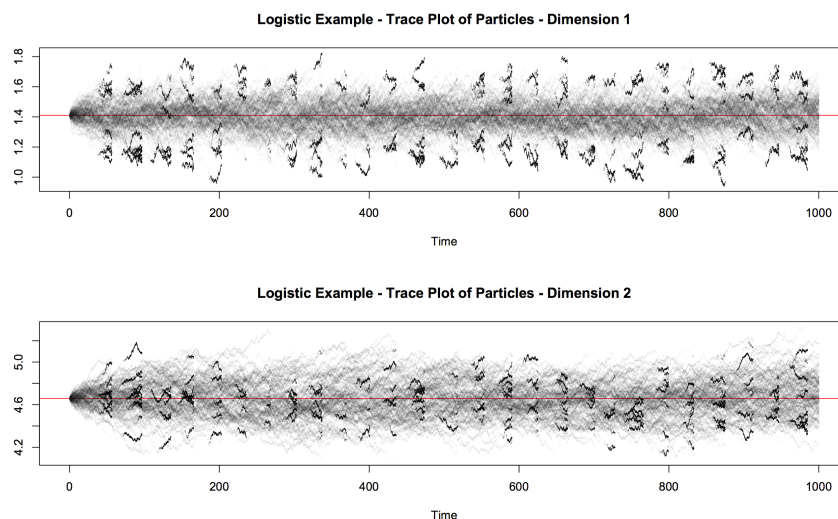 Logistic Example - Trace Plot of Particles - Dimension 1
1.8
1.6
1.4
1.2
1.0
0 200 400 600 800 1000
Time
Logistic Example - Trace Plot of Particles - Dimension 2
5.0
4.6
4.2
0 200 400 600 800 1000
Time